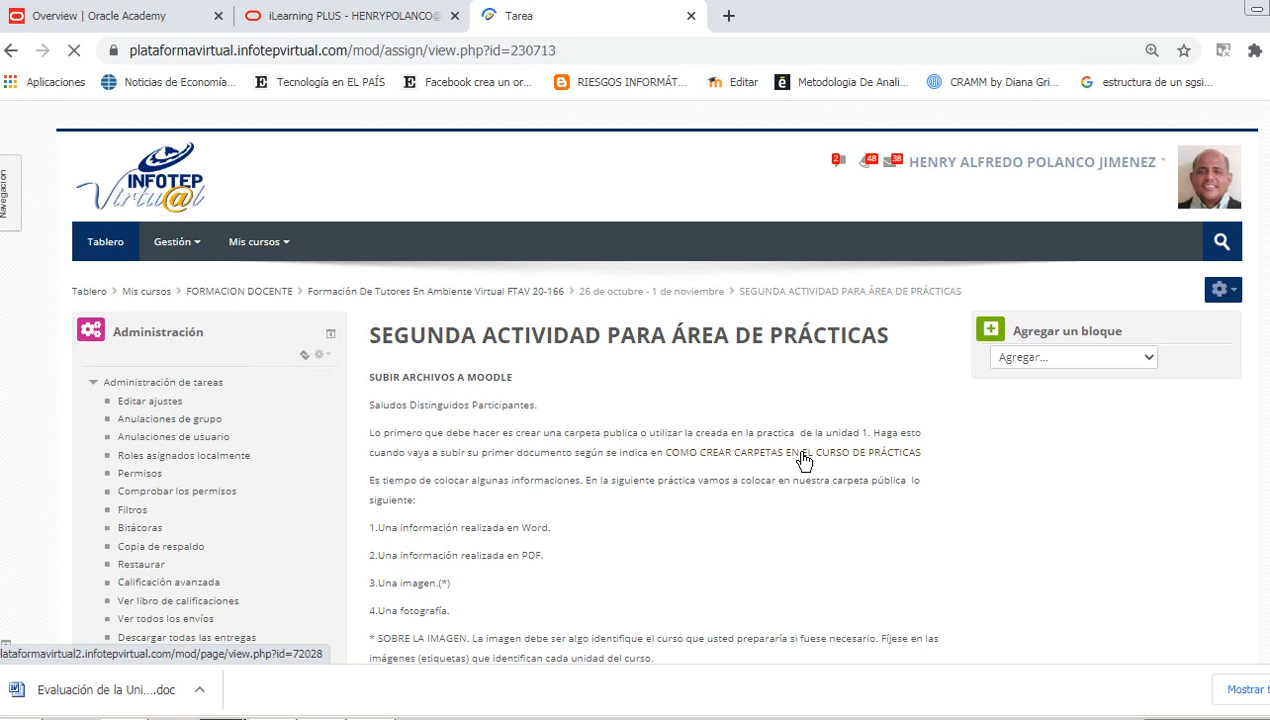 Overview | Oracle Academy
iLearning PLUS - HENRYPOLANCO@
Tarea
plataformavirtual.infotepvirtual.com/mod/assign/view.php?id=230713
Aplicaciones
Noticias de Economía...
Tecnología en EL PAÍS
Facebook crea un or...
RIESGOS INFORMÁT...
Editar
Metodologia De Anali...
CRAMM by Diana Gri...
estructura de un sgsi...
Navegación
INFOTEP
Virtu@l
2
48
38
HENRY ALFREDO POLANCO JIMENEZ
Tablero
Gestión
Mis cursos
Tablero > Mis cursos > FORMACION DOCENTE > Formación De Tutores En Ambiente Virtual FTAV 20-166 > 26 de octubre - 1 de noviembre > SEGUNDA ACTIVIDAD PARA ÁREA DE PRÁCTICAS
Administración
Administración de tareas
Editar ajustes
Anulaciones de grupo
Anulaciones de usuario
Roles asignados localmente
Permisos
Comprobar los permisos
Filtros
Bitácoras
Copia de respaldo
Restaurar
Calificación avanzada
Ver libro de calificaciones
Ver todos los envíos
Descargar todas las entregas
SEGUNDA ACTIVIDAD PARA ÁREA DE PRÁCTICAS
SUBIR ARCHIVOS A MOODLE
Saludos Distinguidos Participantes.
Lo primero que debe hacer es crear una carpeta publica o utilizar la creada en la practica de la unidad 1. Haga esto
cuando vaya a subir su primer documento según se indica en COMO CREAR CARPETAS EN EL CURSO DE PRÁCTICAS
Es tiempo de colocar algunas informaciones. En la siguiente práctica vamos a colocar en nuestra carpeta pública lo
siguiente:
1.Una información realizada en Word.
2.Una información realizada en PDF.
3.Una imagen.(*)
4.Una fotografía.
* SOBRE LA IMAGEN. La imagen debe ser algo identifique el curso que usted prepararía si fuese necesario. Fíjese en las
imágenes (etiquetas) que identifican cada unidad del curso.
Agregar un bloque
Agregar...
lataformavirtual2.infotepvirtual.com/mod/page/view.php?id=72028
Evaluación de la Uni....doc
Mostrar t